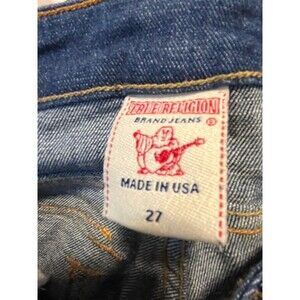 TRUE RELIGION
BRAND JEANS ®
MADE IN USA
27